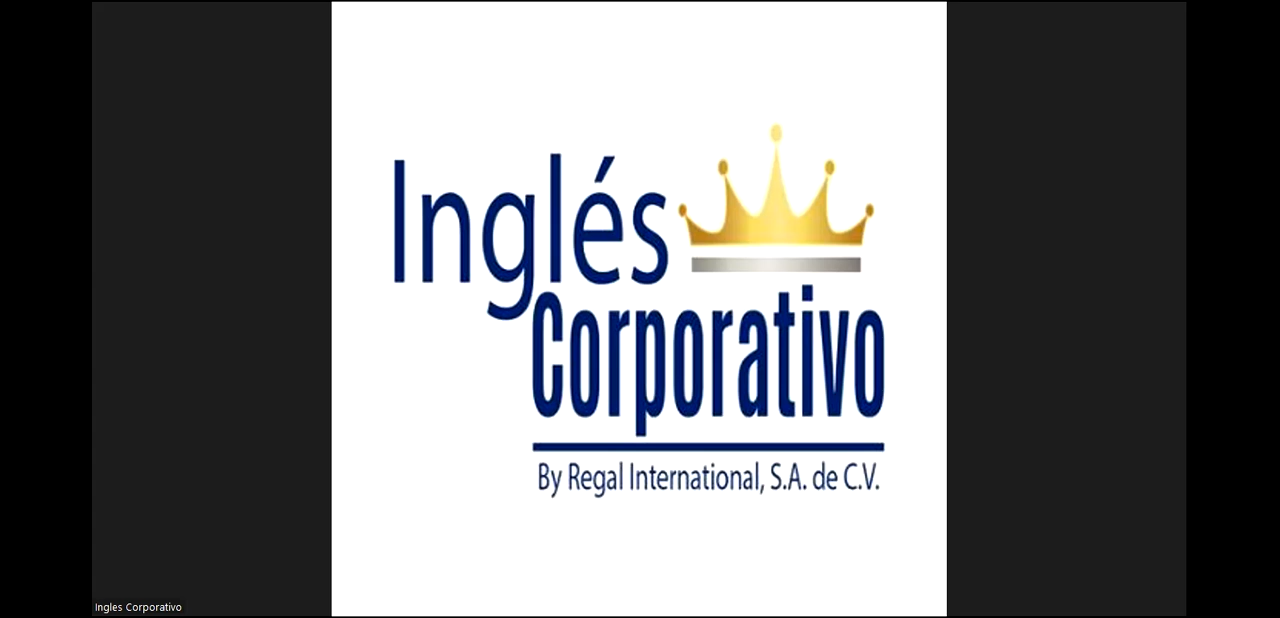 Inglés
Corporativo
By Regal International, S.A. de C.V.
Ingles Corporativo